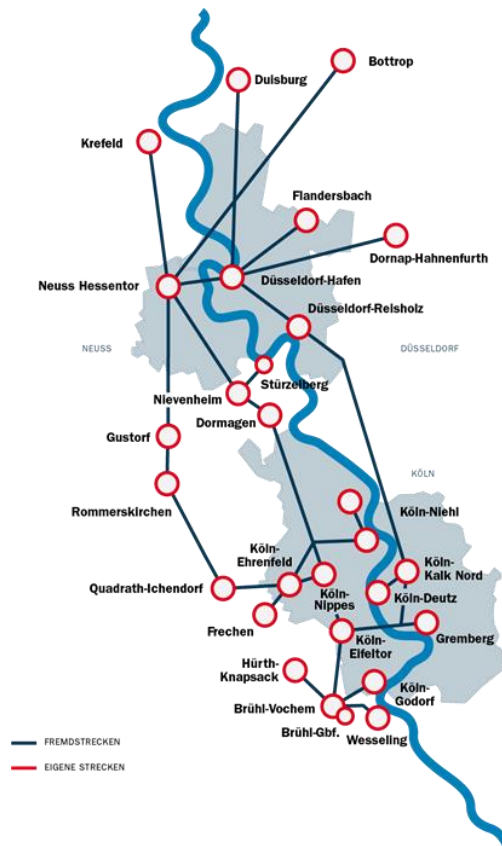 Bottrop
Duisburg
Krefeld
Flandersbach
Dornap-Hahnenfurth
Neuss Hessentor
Düsseldorf-Hafen
Düsseldorf-Reisholz
NEUSS
DÜSSELDORF
Stürzelberg
Nievenheim
Dormagen
Gustorf
KÖLN
Rommerskirchen
Köln-Niehl
Köln-
Ehrenfeld
Köln-
Kalk Nord
Quadrath-Ichendorf
Köln-
Nippes
Köln-Deutz
Frechen
Köln-
Eifeltor
Gremberg
Hürth-
Knapsack
Köln-
Godorf
Brühl-Vochem
Brühl-Gbf.
Wesseling
FREMDSTRECKEN
EIGENE STRECKEN